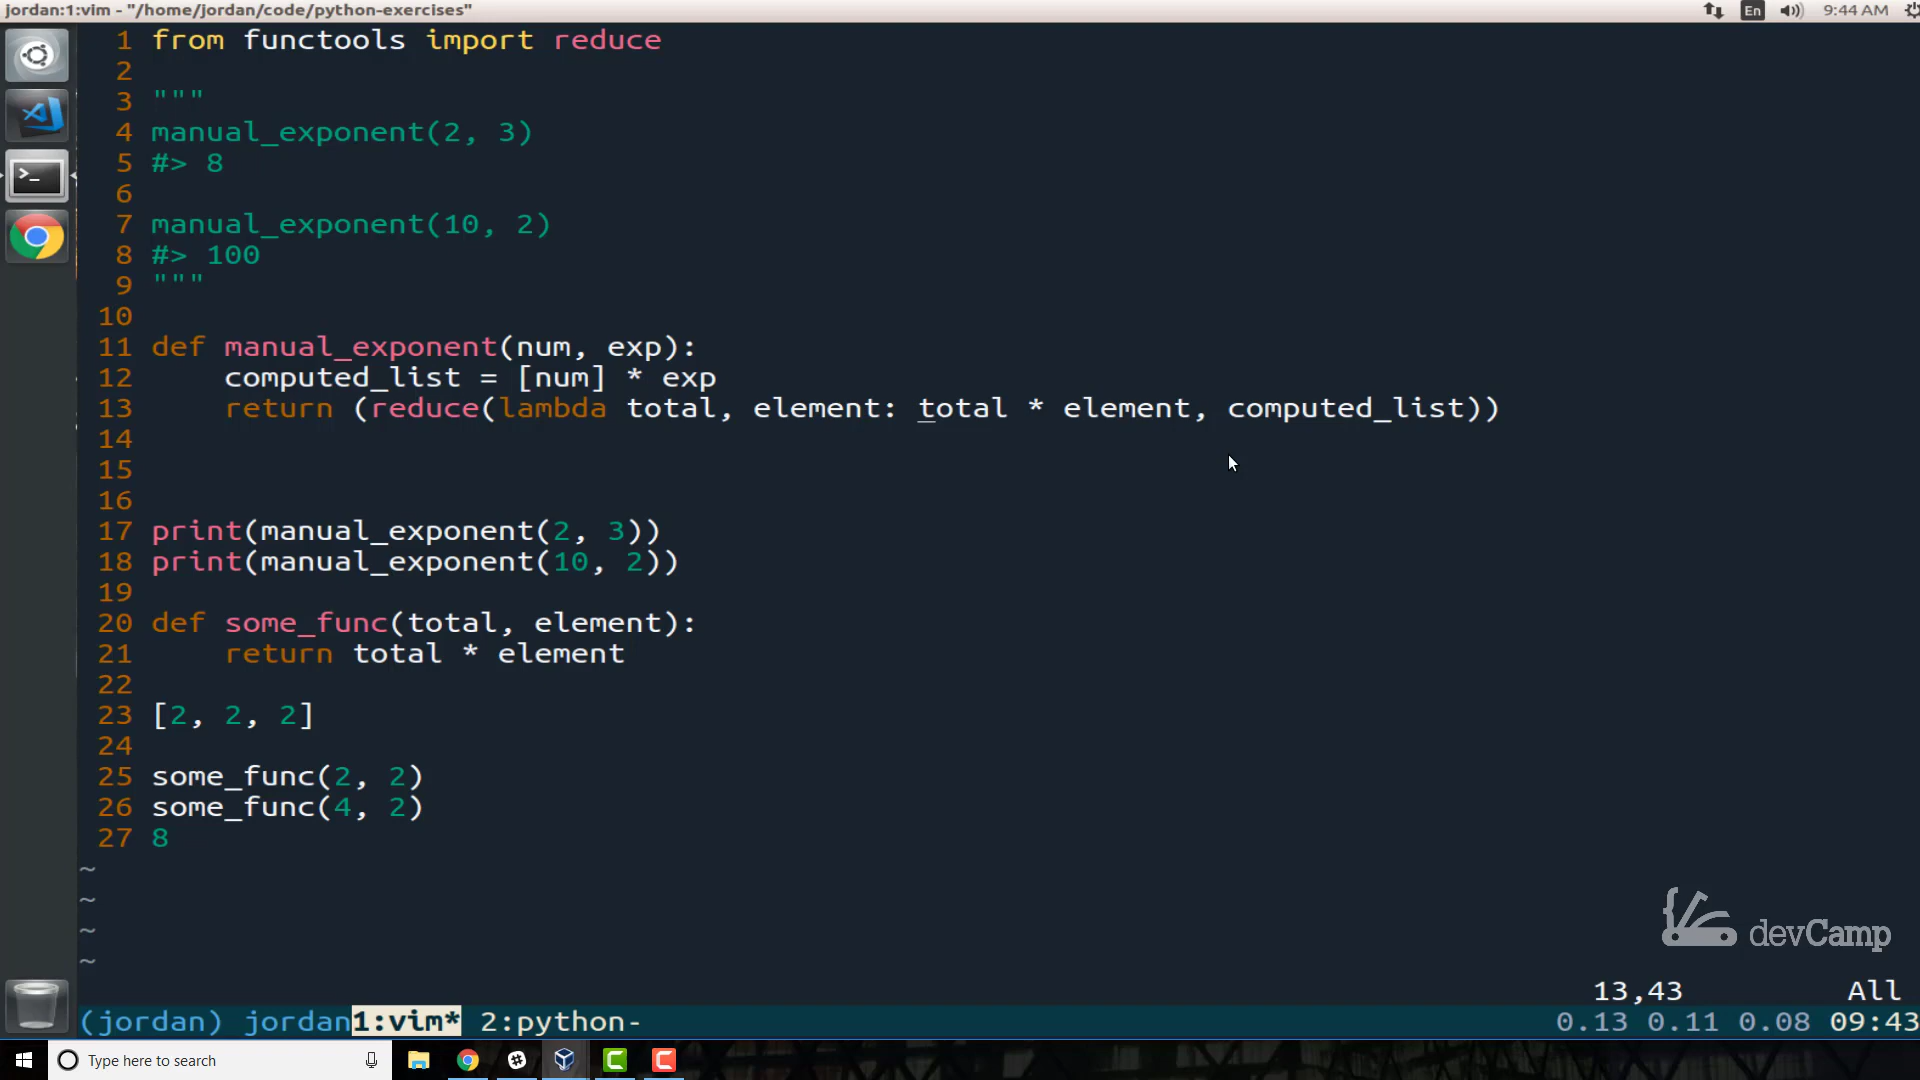 jordan:1:vim - "/home/jordan/code/python-exercises"
En 9:44 AM
1 from functools import reduce
2
3 """
4 manual_exponent(2, 3)
5 #> 8
6
7 manual_exponent(10, 2)
8 #> 100
9 """
10
11 def manual_exponent(num, exp):
12     computed_list = [num] * exp
13     return (reduce(lambda total, element: total * element, computed_list))
14
15
16
17 print(manual_exponent(2, 3))
18 print(manual_exponent(10, 2))
19
20 def some_func(total, element):
21     return total * element
22
23 [2, 2, 2]
24
25 some_func(2, 2)
26 some_func(4, 2)
27 8
~
~
~
~
devCamp
13,43 All
(jordan) jordan 1:vim* 2:python- 0.13 0.11 0.08 09:43
Type here to search